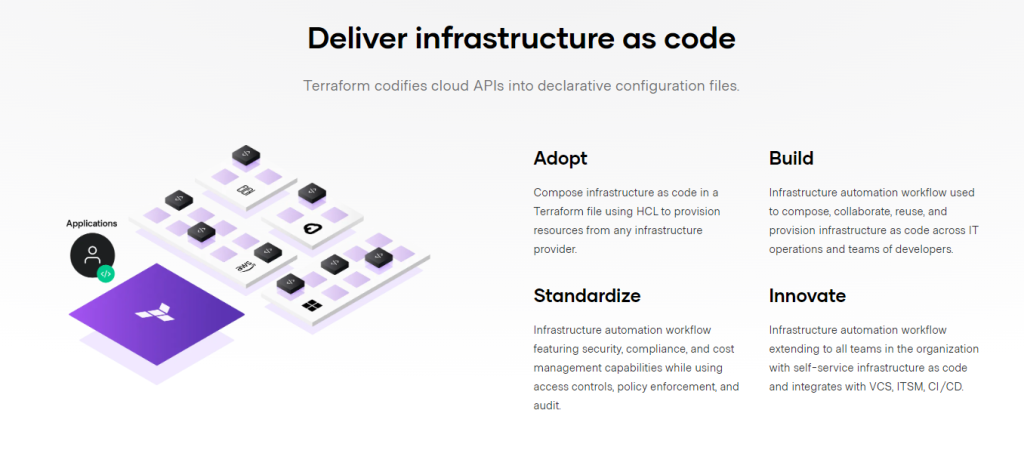 Deliver infrastructure as code
Terraform codifies cloud APIs into declarative configuration files.
Applications
aws
Adopt
Compose infrastructure as code in a
Terraform file using HCL to provision
resources from any infrastructure
provider.
Build
Infrastructure automation workflow used
to compose, collaborate, reuse, and
provision infrastructure as code across IT
operations and teams of developers.
Standardize
Infrastructure automation workflow
featuring security, compliance, and cost
management capabilities while using
access controls, policy enforcement, and
audit.
Innovate
Infrastructure automation workflow
extending to all teams in the organization
with self-service infrastructure as code
and integrates with VCS, ITSM, CI/CD.